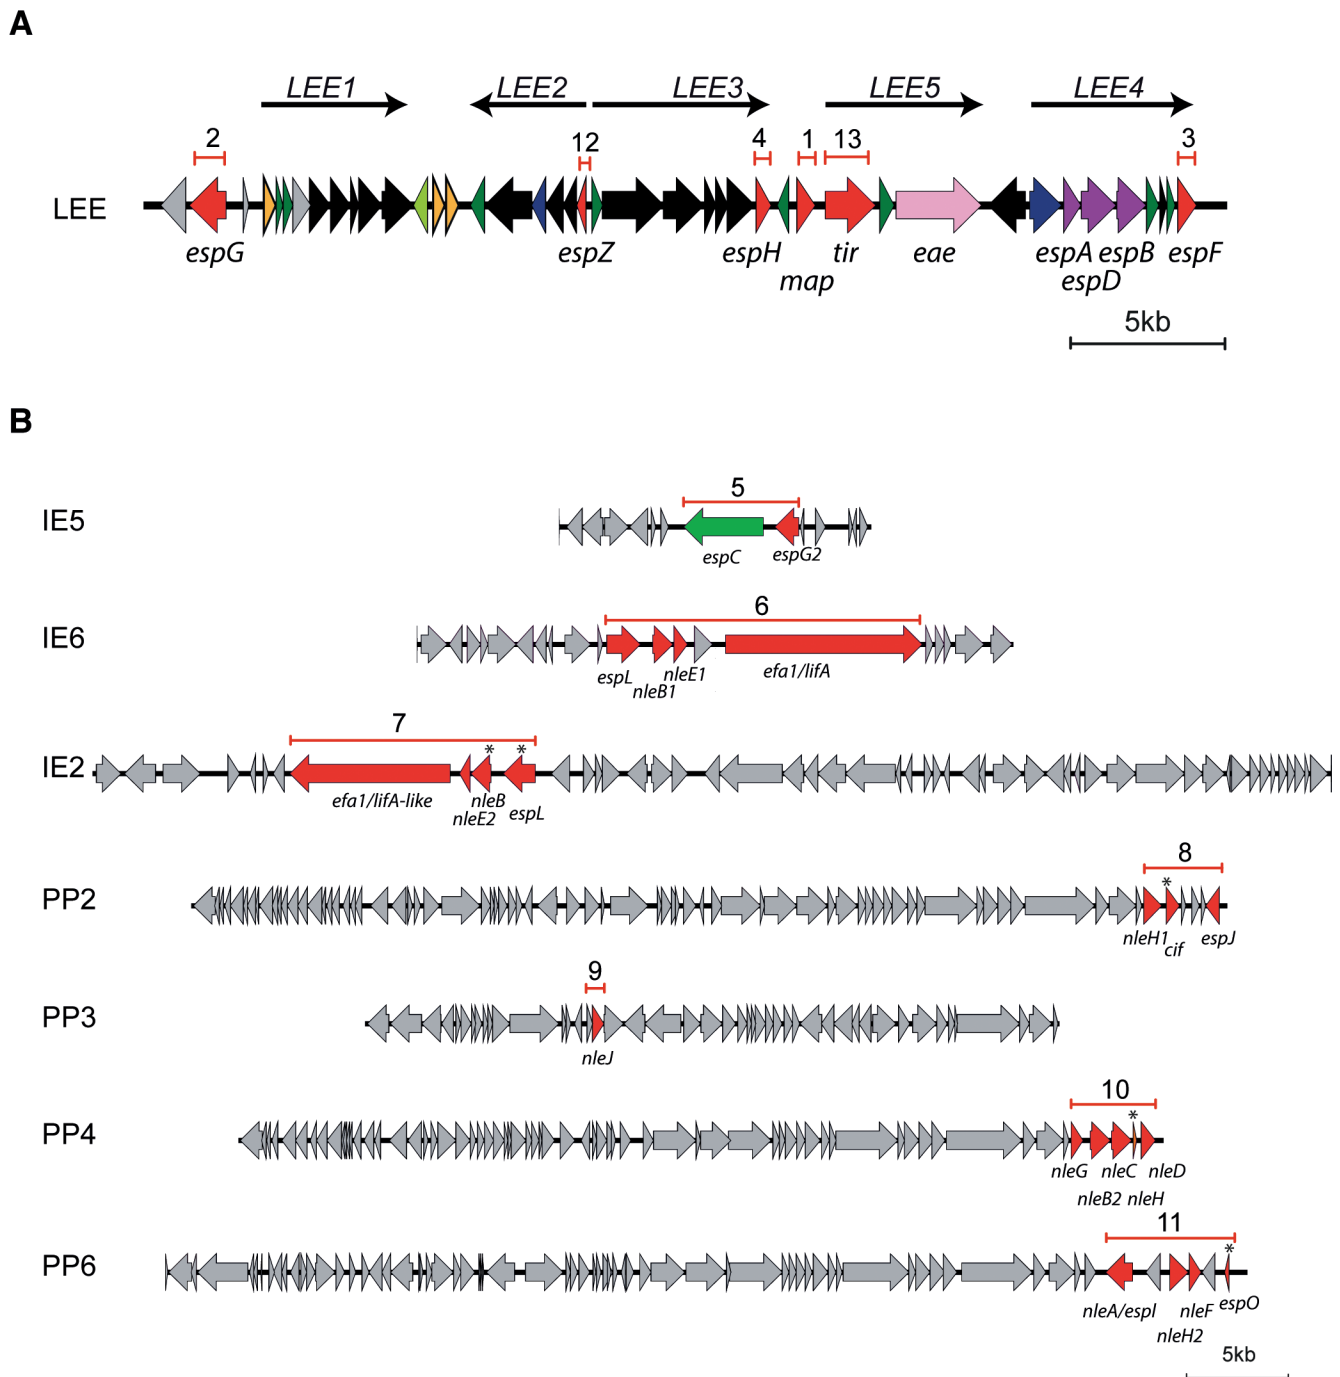 A
LEE1 LEE2 LEE3 LEE5 LEE4
2 12 4 1 13 3
LEE
espG espZ espH tir eae espA espB espF
map espD
5kb
B
5
IE5
espC espG2
6
IE6
espL nleE1 efa1/lifA
nleB1
7
* *
IE2
efa1/lifA-like nleB
nleE2 espL
8
*
PP2
nleH1 espJ
cif
9
PP3
nleJ
10
*
PP4
nleG nleC nleD
nleB2 nleH
11
*
PP6
espO
nleA/espI nleF
nleH2
5kb